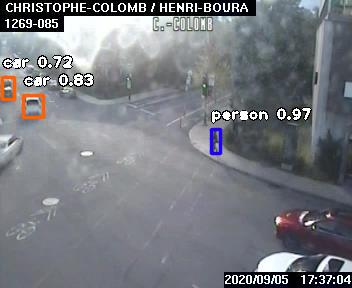 CHRISTOPHE-COLOMB / HENRI-BOURA
1269-085
C.-COLOMB
car 0.72
car 0.83
person 0.97
2020/09/05 17:37:04